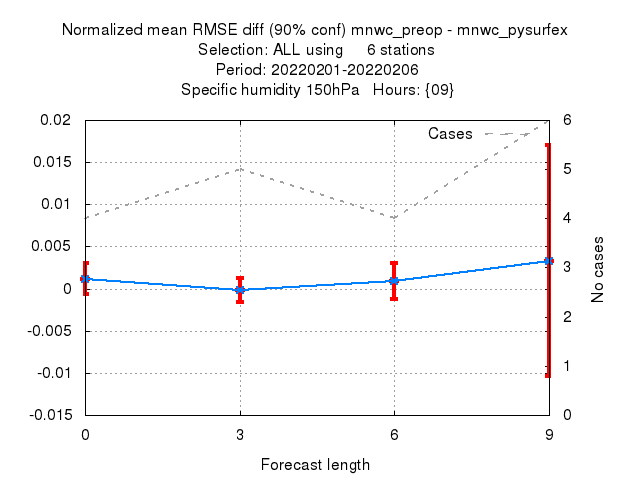 Normalized mean RMSE diff (90% conf) mnwc_preop - mnwc_pysurfex
Selection: ALL using 6 stations
Period: 20220201-20220206
Specific humidity 150hPa Hours: {09}
Cases
0.02
0.015
0.01
0.005
0
-0.005
-0.01
-0.015
6
5
4
3
2
1
0
No cases
0 3 6 9
Forecast length